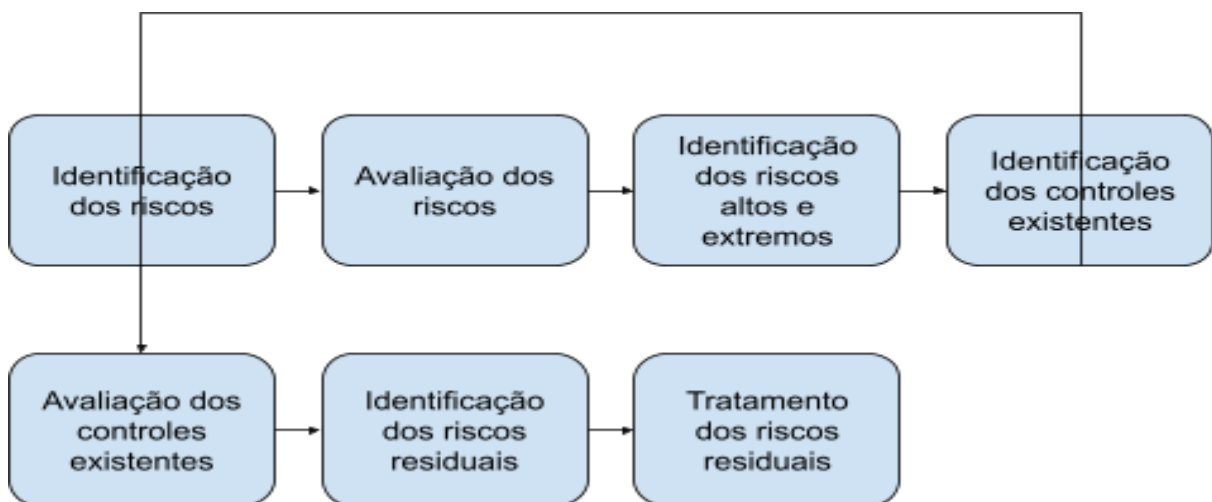 Identificação
dos riscos
Avaliação dos
riscos
Identificação
dos riscos
altos e
extremos
Identificação
dos controles
existentes
Avaliação dos
controles
existentes
Identificação
dos riscos
residuais
Tratamento
dos riscos
residuais